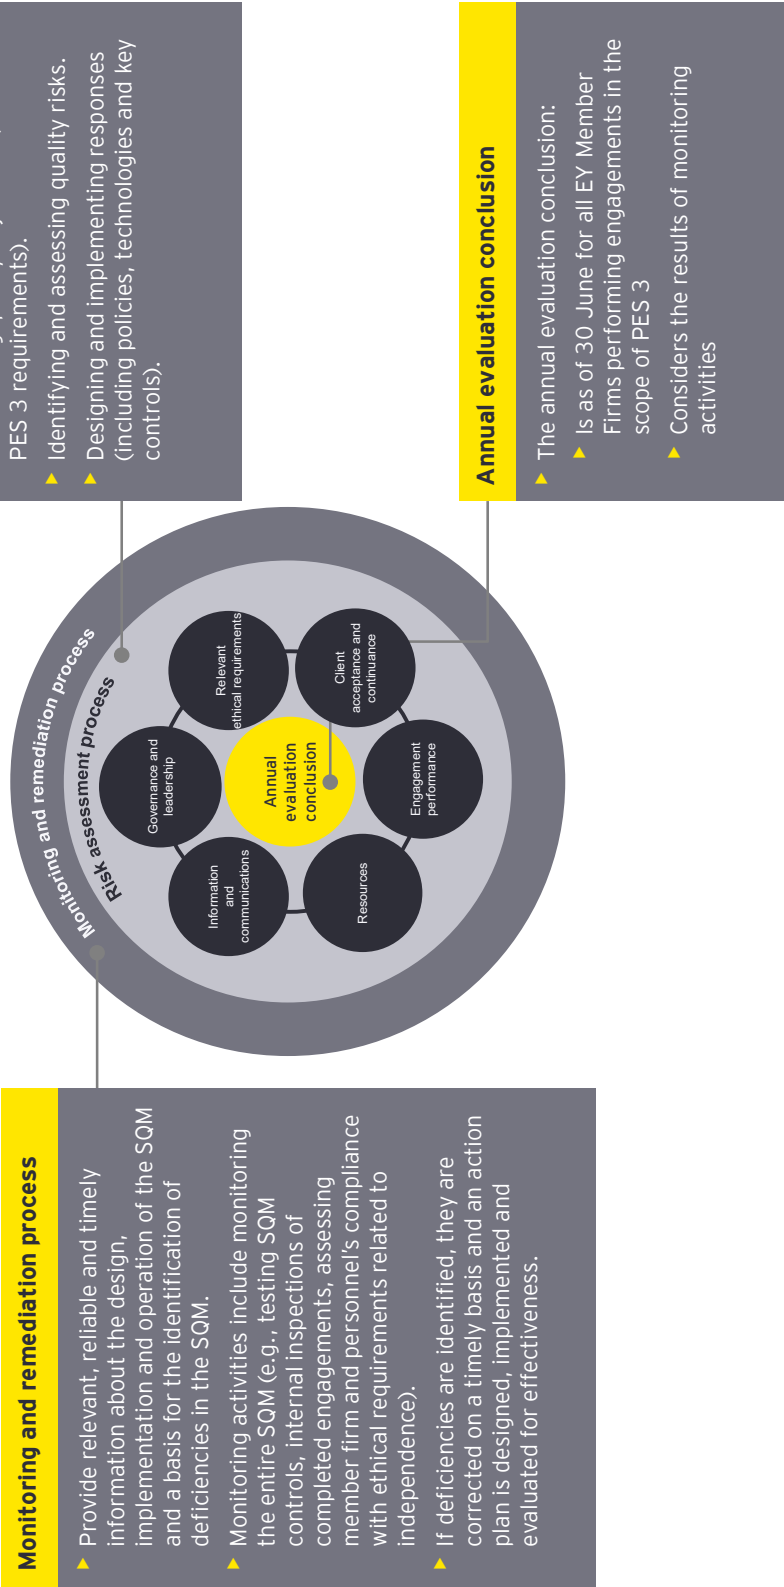 Monitoring and remediation process
Provide relevant, reliable and timely
information about the design,
implementation and operation of the SQM
and a basis for the identification of
deficiencies in the SQM.
Monitoring activities include monitoring
the entire SQM (e.g., testing SQM
controls, internal inspections of
completed engagements, assessing
member firm and personnel’s compliance
with ethical requirements related to
independence).
If deficiencies are identified, they are
corrected on a timely basis and an action
plan is designed, implemented and
evaluated for effectiveness.
Monitoring and remediation process
Risk assessment process
Governance and
leadership
Relevant
ethical requirements
Client
acceptance and
continuance
Engagement
performance
Resources
Information
and
communications
Annual
evaluation
conclusion
PES 3 requirements).
Identifying and assessing quality risks.
Designing and implementing responses
(including policies, technologies and key
controls).
Annual evaluation conclusion
The annual evaluation conclusion:
Is as of 30 June for all EY Member
Firms performing engagements in the
scope of PES 3
Considers the results of monitoring
activities